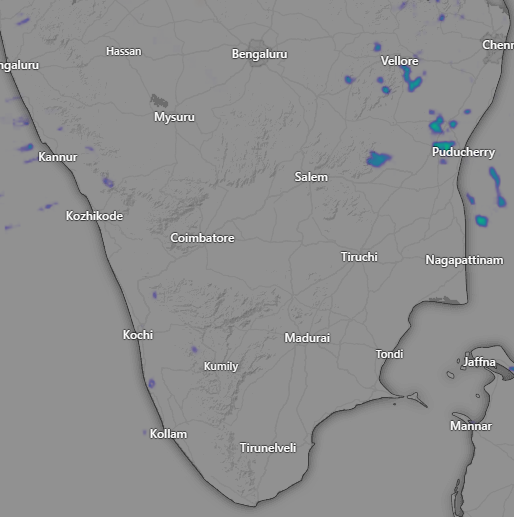 Hassan
Bengaluru
Chenn
ngaluru
Vellore
Mysuru
Kannur
Puducherry
Salem
Kozhikode
Coimbatore
Tiruchi
Nagapattinam
Kochi
Madurai
Tondi
Kumily
Jaffna
Mannar
Kollam
Tirunelveli